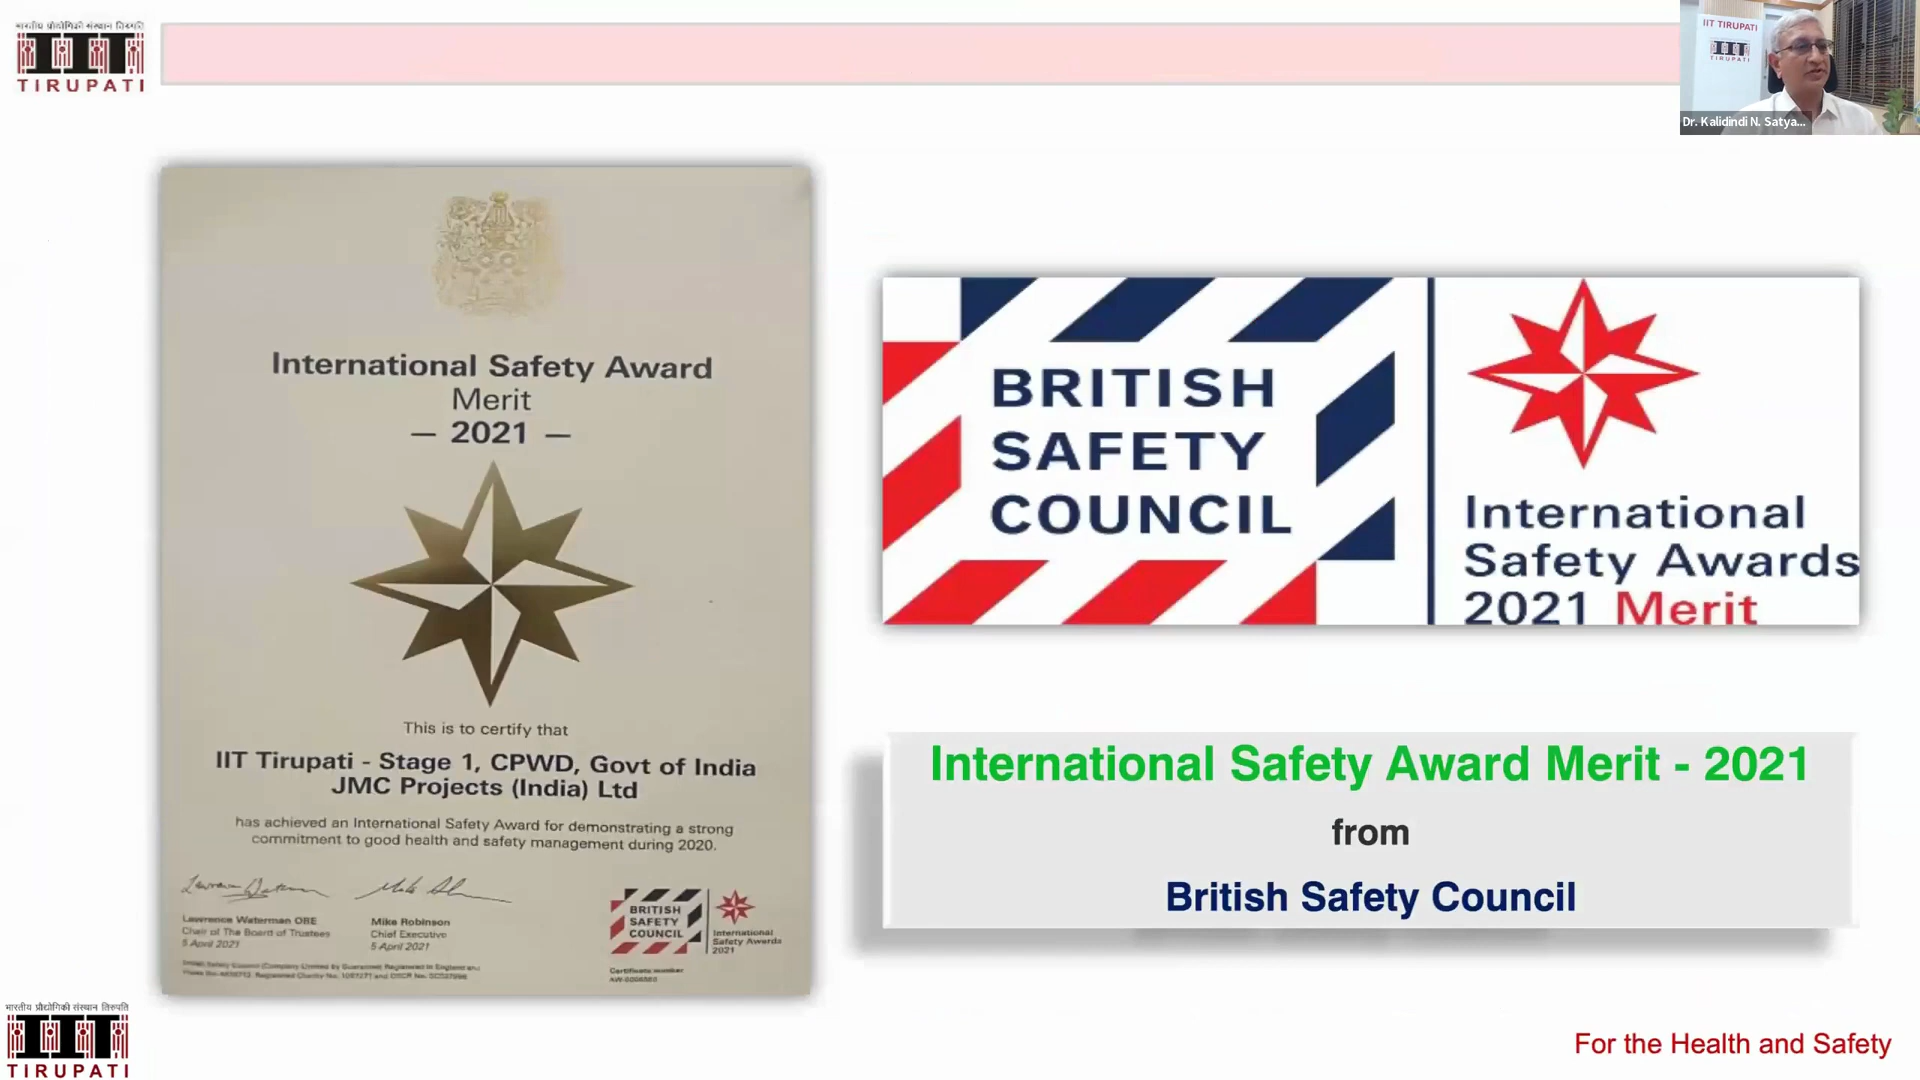 भारतीय प्रौद्योगिकी संस्थान तिरुपति
TIRUPATI
IIT TIRUPATI
TIRUPATI
Dr. Kalidindi N. Satya...
International Safety Award
Merit
— 2021 —
This is to certify that
IIT Tirupati - Stage 1, CPWD, Govt of India
JMC Projects (India) Ltd
has achieved an International Safety Award for demonstrating a strong
commitment to good health and safety management during 2020.
Lawrence Waterman OBE
Chair of The Board of Trustees
5 April 2021
Mike Robinson
Chief Executive
5 April 2021
BRITISH
SAFETY
COUNCIL
International
Safety Awards
2021
Certificate number
BRITISH
SAFETY
COUNCIL
International
Safety Awards
2021 Merit
International Safety Award Merit - 2021
from
British Safety Council
भारतीय प्रौद्योगिकी संस्थान तिरुपति
TIRUPATI
For the Health and Safety